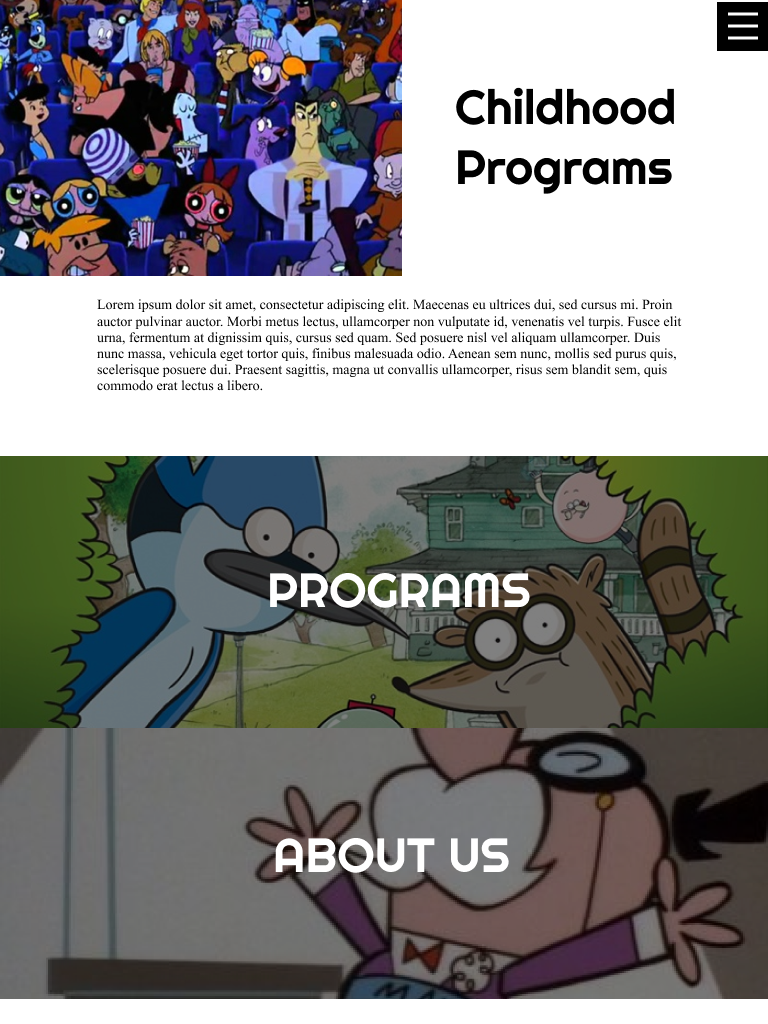 Childhood
Programs
Lorem ipsum dolor sit amet, consectetur adipiscing elit. Maecenas eu ultrices dui, sed cursus mi. Proin
auctor pulvinar auctor. Morbi metus lectus, ullamcorper non vulputate id, venenatis vel turpis. Fusce elit
urna, fermentum at dignissim quis, cursus sed quam. Sed posuere nisl vel aliquam ullamcorper. Duis
nunc massa, vehicula eget tortor quis, finibus malesuada odio. Aenean sem nunc, mollis sed purus quis,
scelerisque posuere dui. Praesent sagittis, magna ut convallis ullamcorper, risus sem blandit sem, quis
commodo erat lectus a libero.
PROGRAMS
ABOUT US